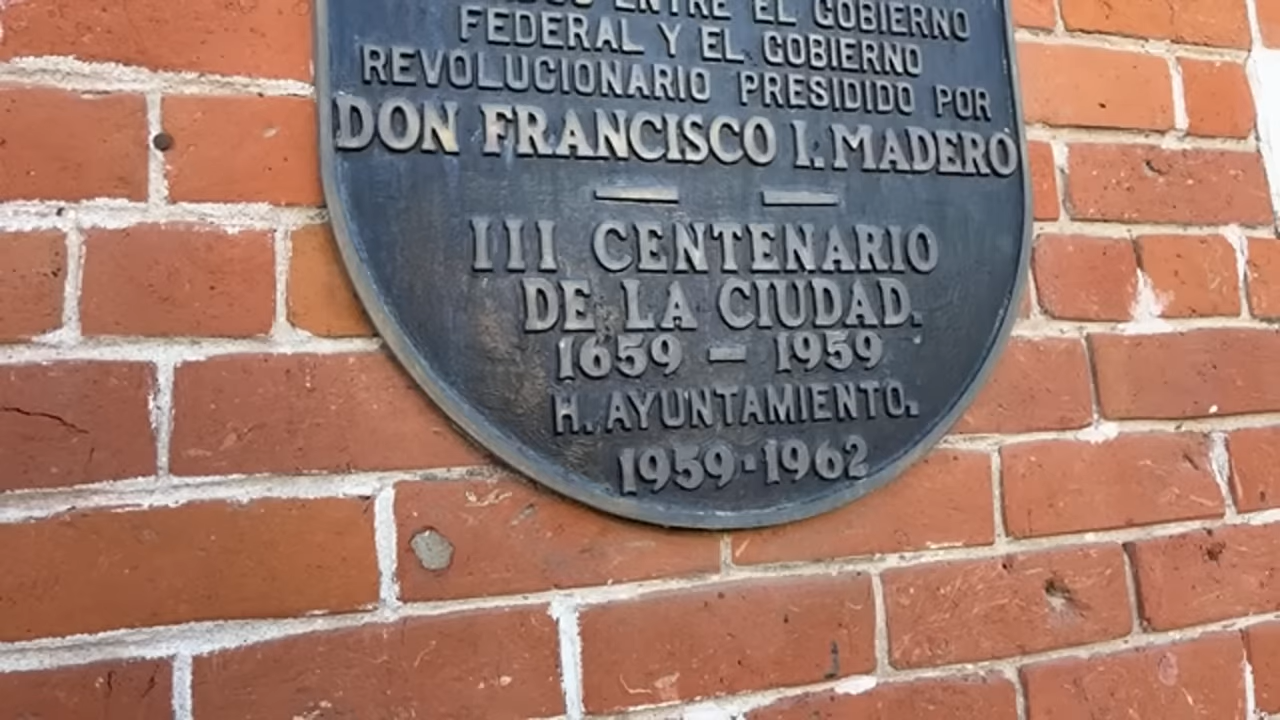 ENTRE EL GOBIERNO
FEDERAL Y EL GOBIERNO
REVOLUCIONARIO PRESIDIDO POR
DON FRANCISCO I. MADERO
III CENTENARIO
DE LA CIUDAD.
1659 — 1959
H. AYUNTAMIENTO.
1959-1962